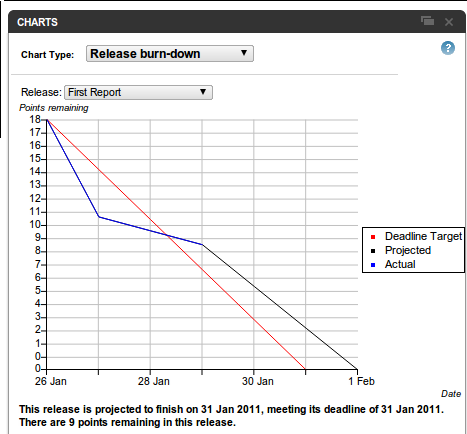 CHARTS
Chart Type: Release burn-down
Release: First Report
Points remaining
18
17
16
15
14
13
12
11
10
9
8
7
6
5
4
3
2
1
0
26 Jan 28 Jan 30 Jan 1 Feb
Deadline Target
Projected
Actual
Date
This release is projected to finish on 31 Jan 2011, meeting its deadline of 31 Jan 2011.
There are 9 points remaining in this release.